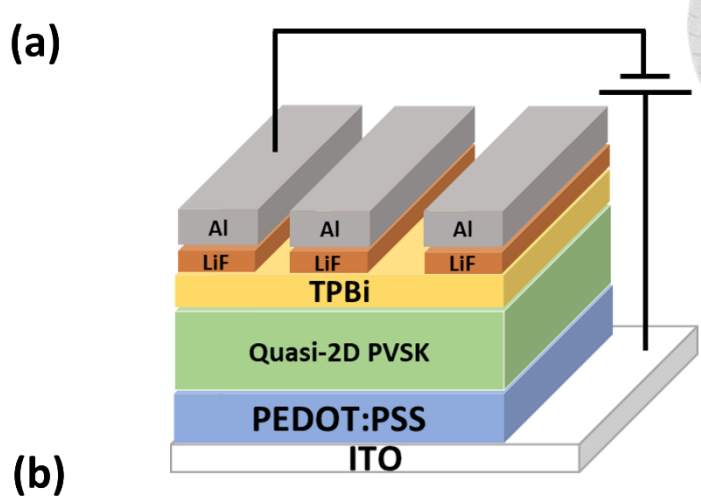 (a)
Al Al Al
LiF LiF LiF
TPBi
Quasi-2D PVSK
PEDOT:PSS
ITO
(b)